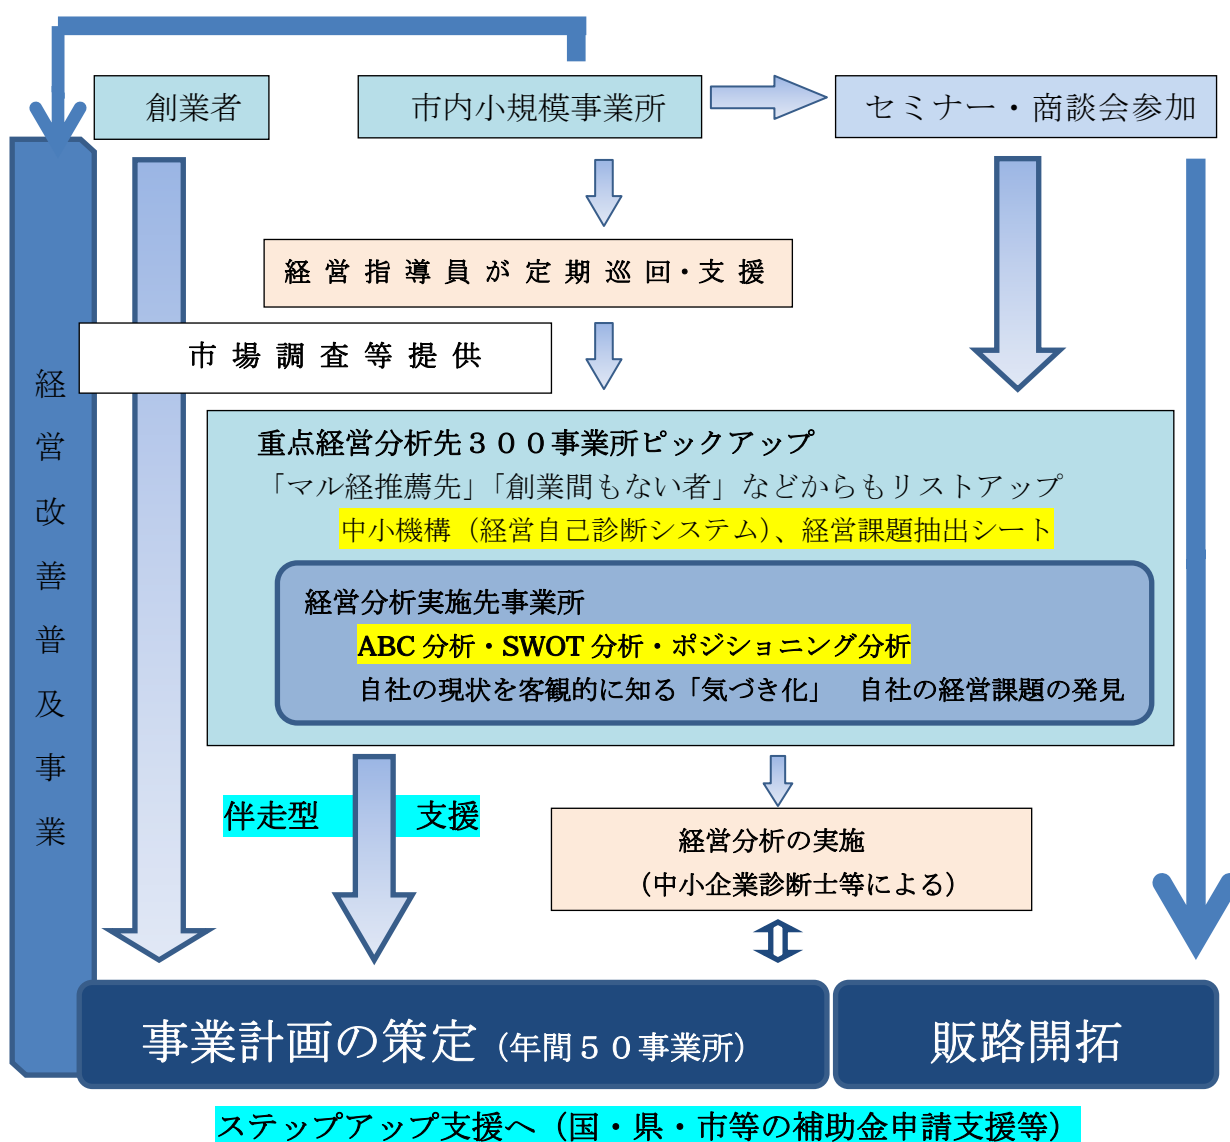 創業者
市内小規模事業所
セミナー・商談会参加
経営指導員が定期巡回・支援
市場調査等提供
経営改善普及事業
重点経営分析先３００事業所ピックアップ
「マル経推薦先」「創業間もない者」などからもリストアップ
中小機構（経営自己診断システム）、経営課題抽出シート
経営分析実施先事業所
ABC 分析・SWOT 分析・ポジショニング分析
自社の現状を客観的に知る「気づき化」　自社の経営課題の発見
伴走型　支援
経営分析の実施
（中小企業診断士等による）
事業計画の策定（年間５０事業所）
販路開拓
ステップアップ支援へ（国・県・市等の補助金申請支援等）